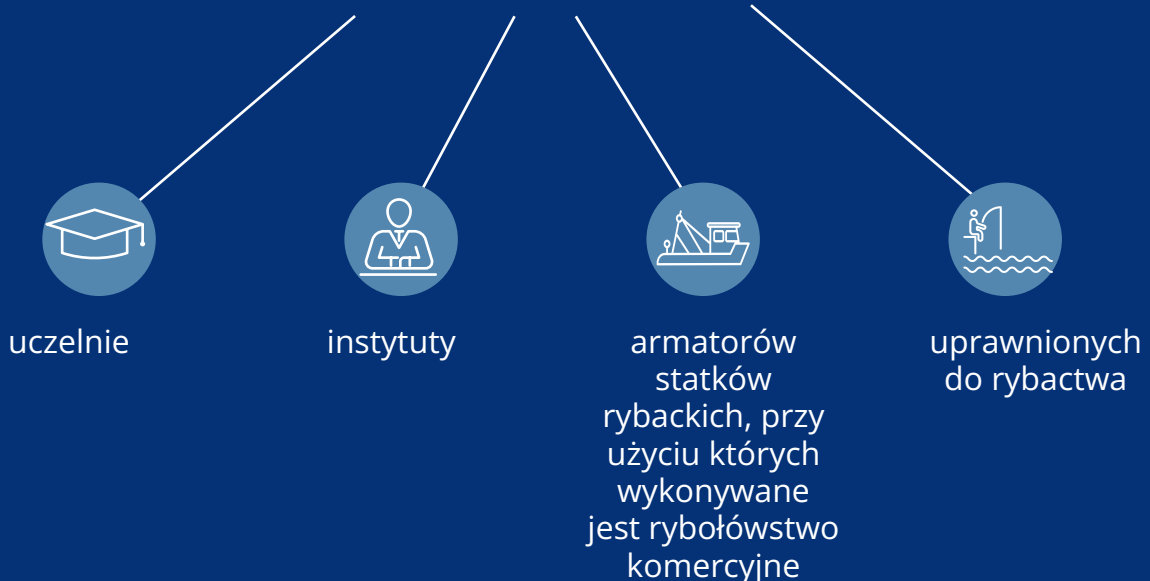 uczelnie
instytuty
armatorów
statków
rybackich, przy
użyciu których
wykonywane
jest rybołówstwo
komercyjne
uprawnionych
do rybactwa